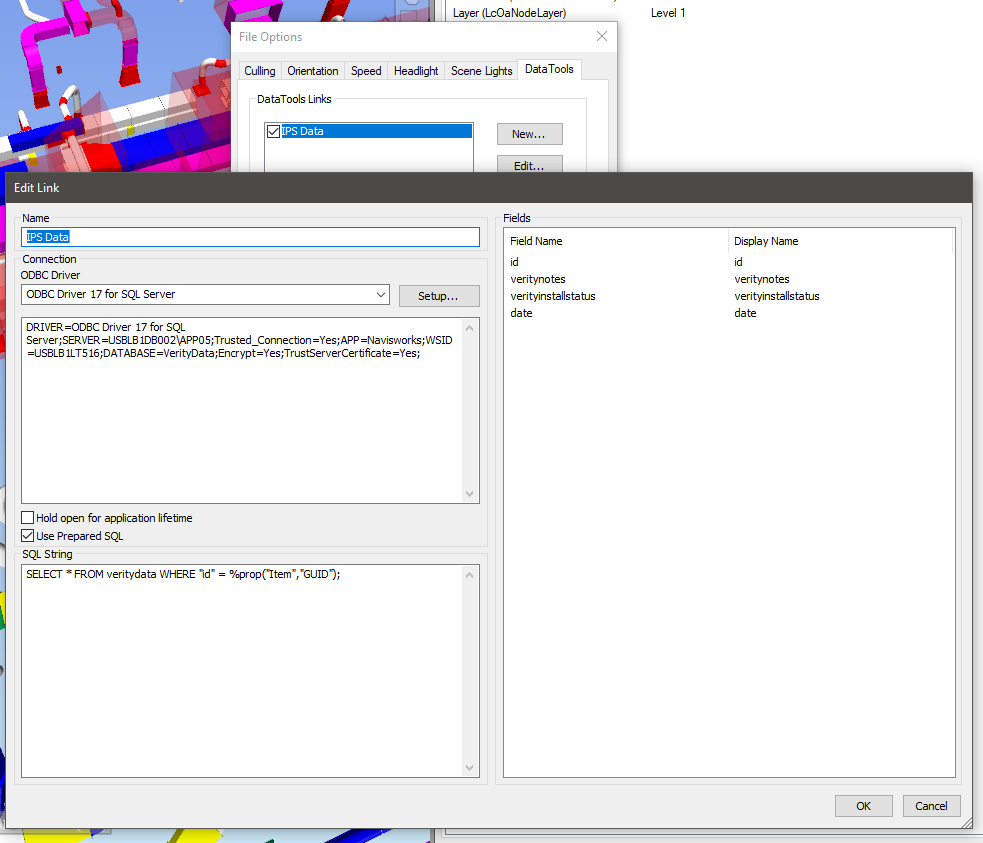 Layer (LcOaNodeLayer) Level 1
File Options
Culling Orientation Speed Headlight Scene Lights DataTools
DataTools Links
IPS Data
New...
Edit...
Edit Link
Name
IPS Data
Connection
ODBC Driver
ODBC Driver 17 for SQL Server
Setup...
DRIVER=ODBC Driver 17 for SQL
Server;SERVER=USBLB1DB002\APP05;Trusted_Connection=Yes;APP=Navisworks;WSID
=USBLB1LT516;DATABASE=VerityData;Encrypt=Yes;TrustServerCertificate=Yes;
Hold open for application lifetime
Use Prepared SQL
SQL String
SELECT * FROM veritydata WHERE "id" = %prop("Item","GUID");
Fields
Field Name Display Name
id id
veritynotes veritynotes
verityinstallstatus verityinstallstatus
date date
OK Cancel